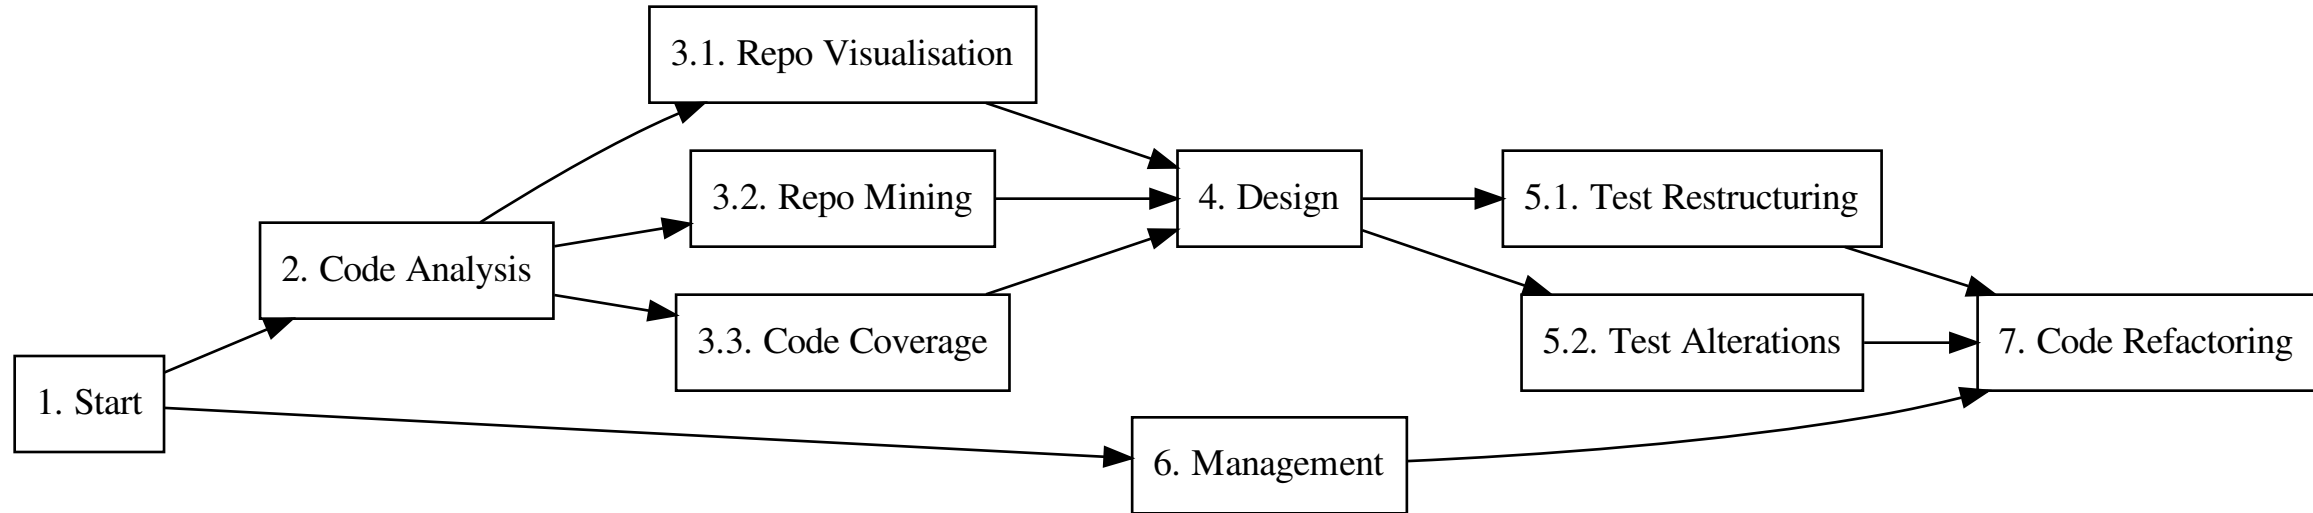 1. Start
2. Code Analysis
3.1. Repo Visualisation
3.2. Repo Mining
3.3. Code Coverage
4. Design
5.1. Test Restructuring
5.2. Test Alterations
6. Management
7. Code Refactoring